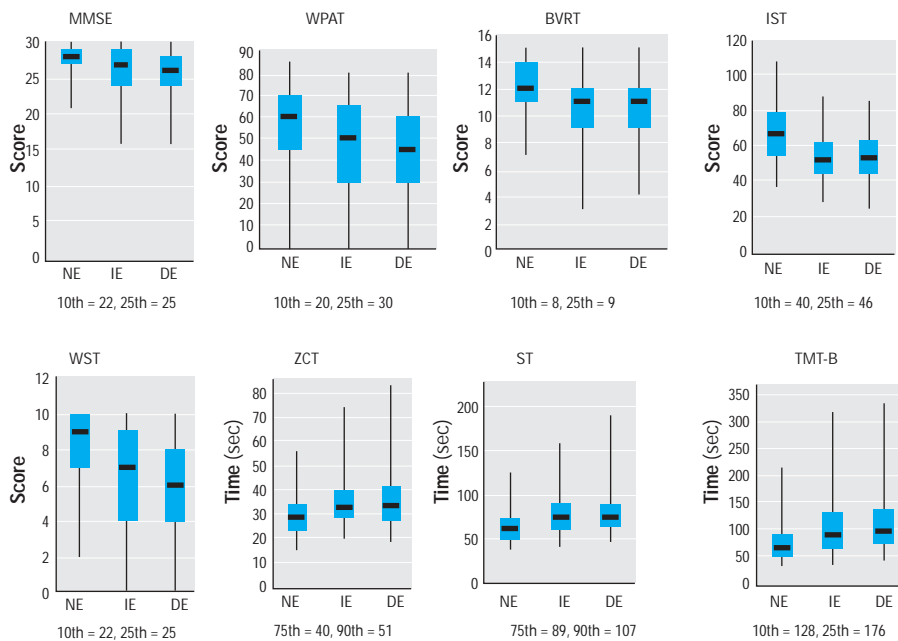 MMSE
30
25
20
15
10
5
0
Score
NE IE DE
10th = 22, 25th = 25
WPAT
90
80
70
60
50
40
30
20
10
0
Score
NE IE DE
10th = 20, 25th = 30
BVRT
16
14
12
10
8
6
4
2
0
Score
NE IE DE
10th = 8, 25th = 9
IST
120
100
80
60
40
20
0
Score
NE IE DE
10th = 40, 25th = 46
WST
12
10
8
6
4
2
0
Score
NE IE DE
10th = 22, 25th = 25
ZCT
80
70
60
50
40
30
20
10
0
Time (sec)
NE IE DE
75th = 40, 90th = 51
ST
200
150
100
50
0
Time (sec)
NE IE DE
75th = 89, 90th = 107
TMT-B
350
300
250
200
150
100
50
0
Time (sec)
NE IE DE
10th = 128, 25th = 176